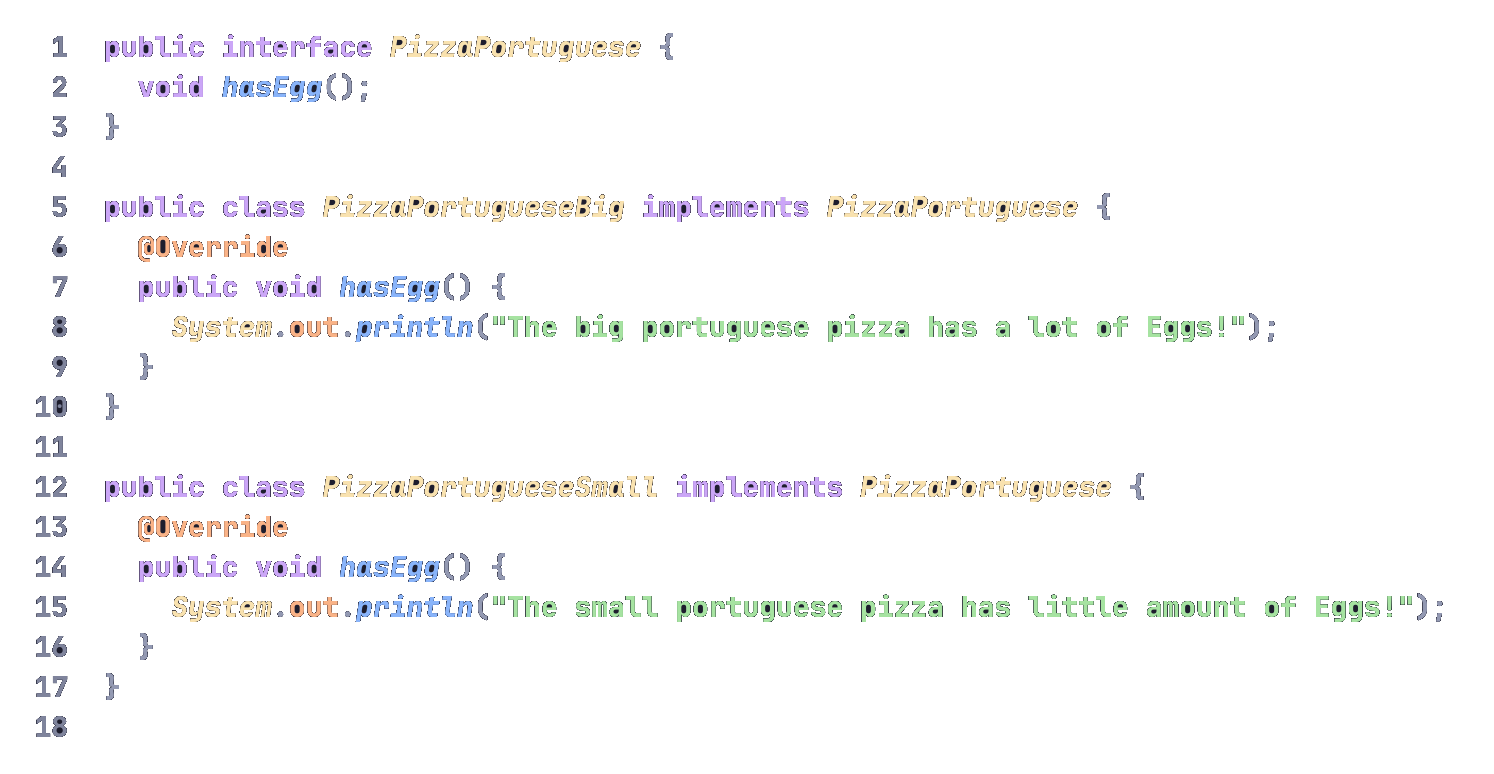 1 public interface PizzaPortuguese {
2   void hasEgg();
3 }
4
5 public class PizzaPortugueseBig implements PizzaPortuguese {
6   @Override
7   public void hasEgg() {
8     System.out.println("The big portuguese pizza has a lot of Eggs!");
9   }
10 }
11
12 public class PizzaPortugueseSmall implements PizzaPortuguese {
13   @Override
14   public void hasEgg() {
15     System.out.println("The small portuguese pizza has little amount of Eggs!");
16   }
17 }
18